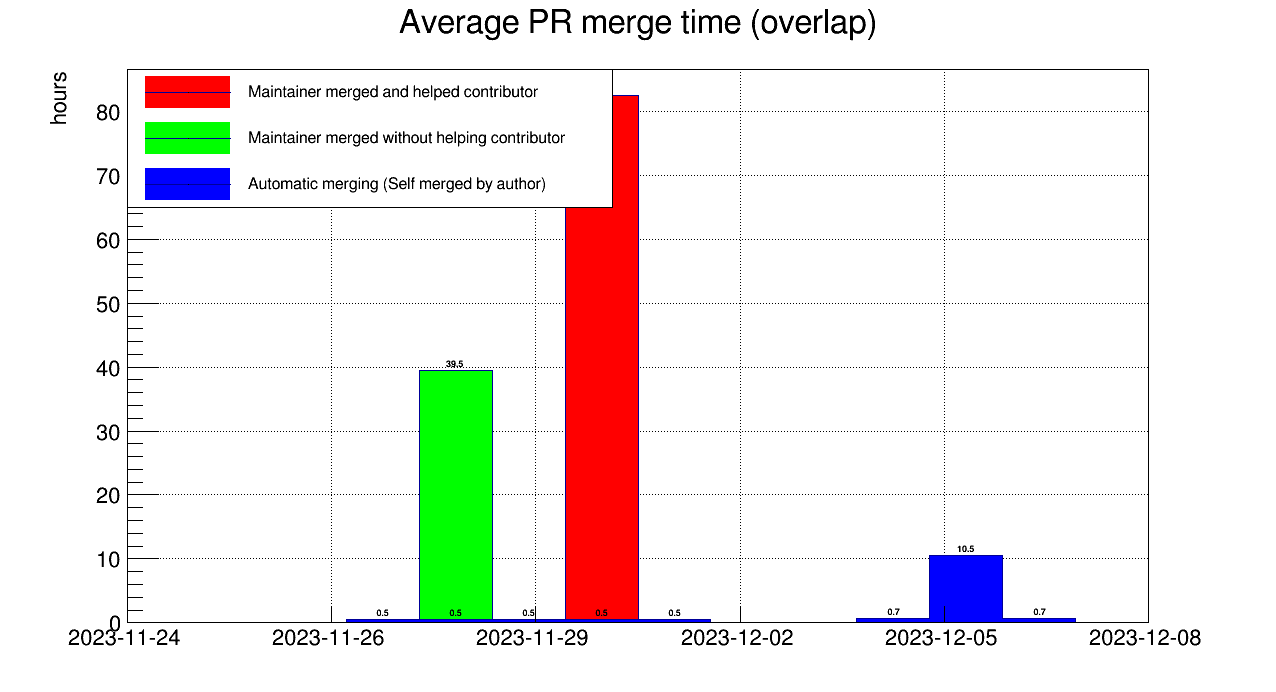 Average PR merge time (overlap)
hours
Maintainer merged and helped contributor
Maintainer merged without helping contributor
Automatic merging (Self merged by author)
80
70
60
50
40
30
20
10
0
39.5
10.5
0.5 0.5 0.5 0.5 0.5 0.7 0.7
2023-11-24 2023-11-26 2023-11-29 2023-12-02 2023-12-05 2023-12-08